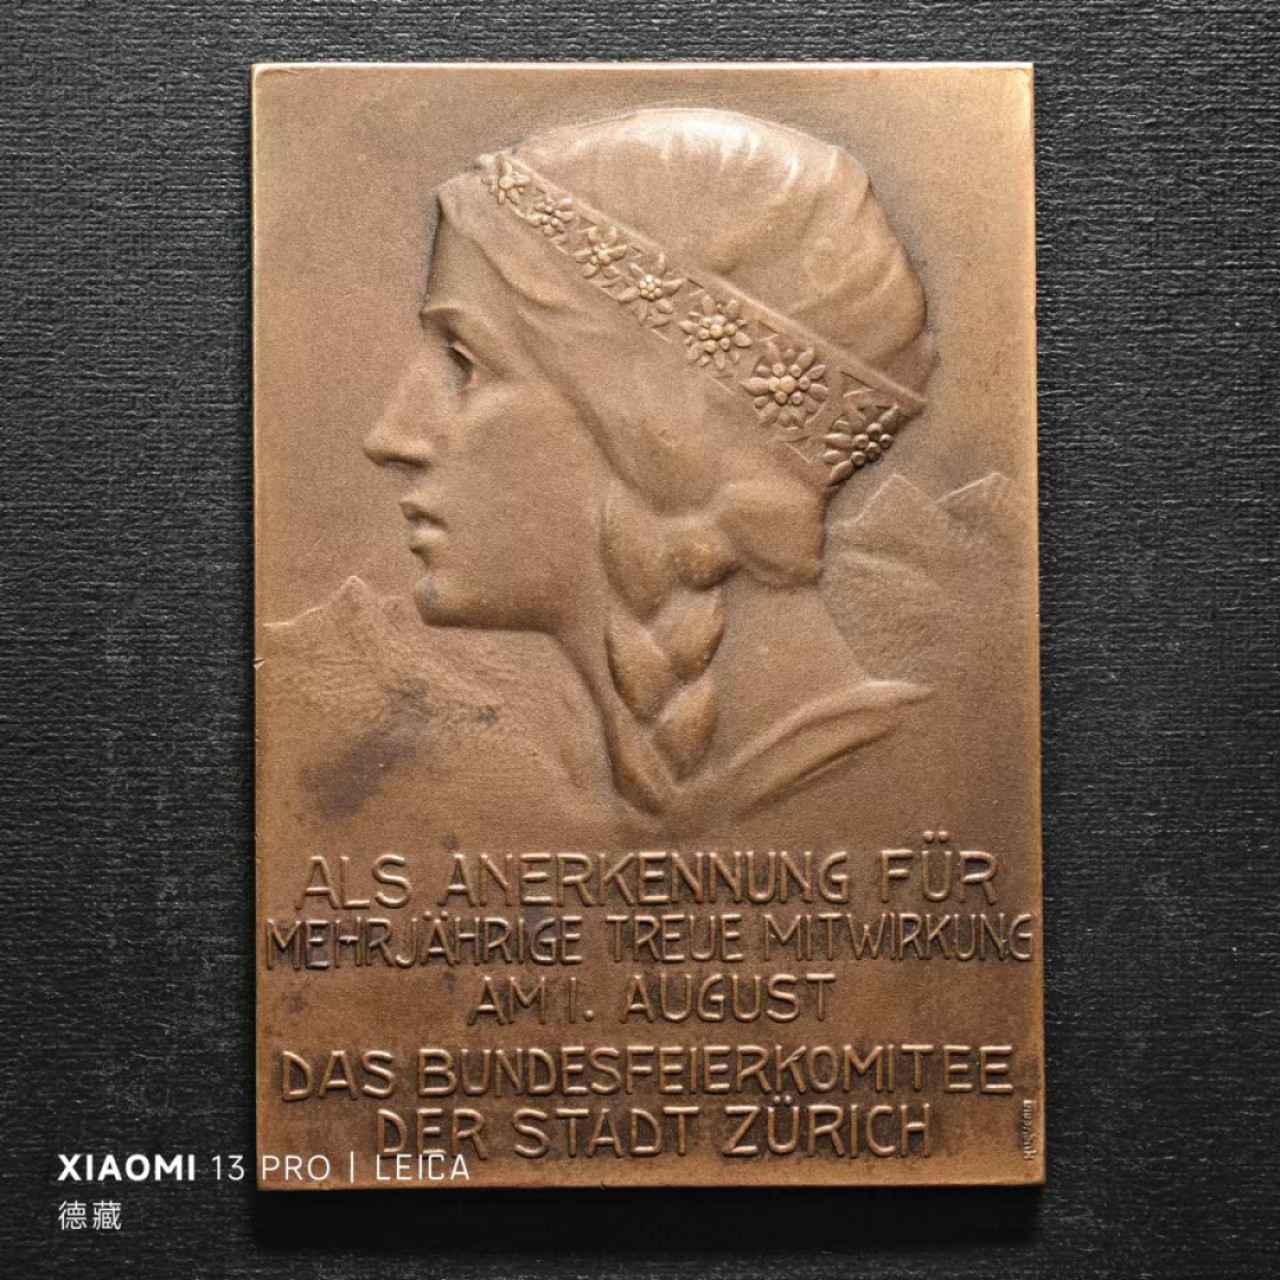 ALS ANERKENNUNG FÜR
MEHRJÄHRIGE TREUE MITWIRKUNG
AM 1. AUGUST
DAS BUNDESFEIERKOMITEE
DER STADT ZÜRICH
XIAOMI 13 PRO | LEICA
德藏